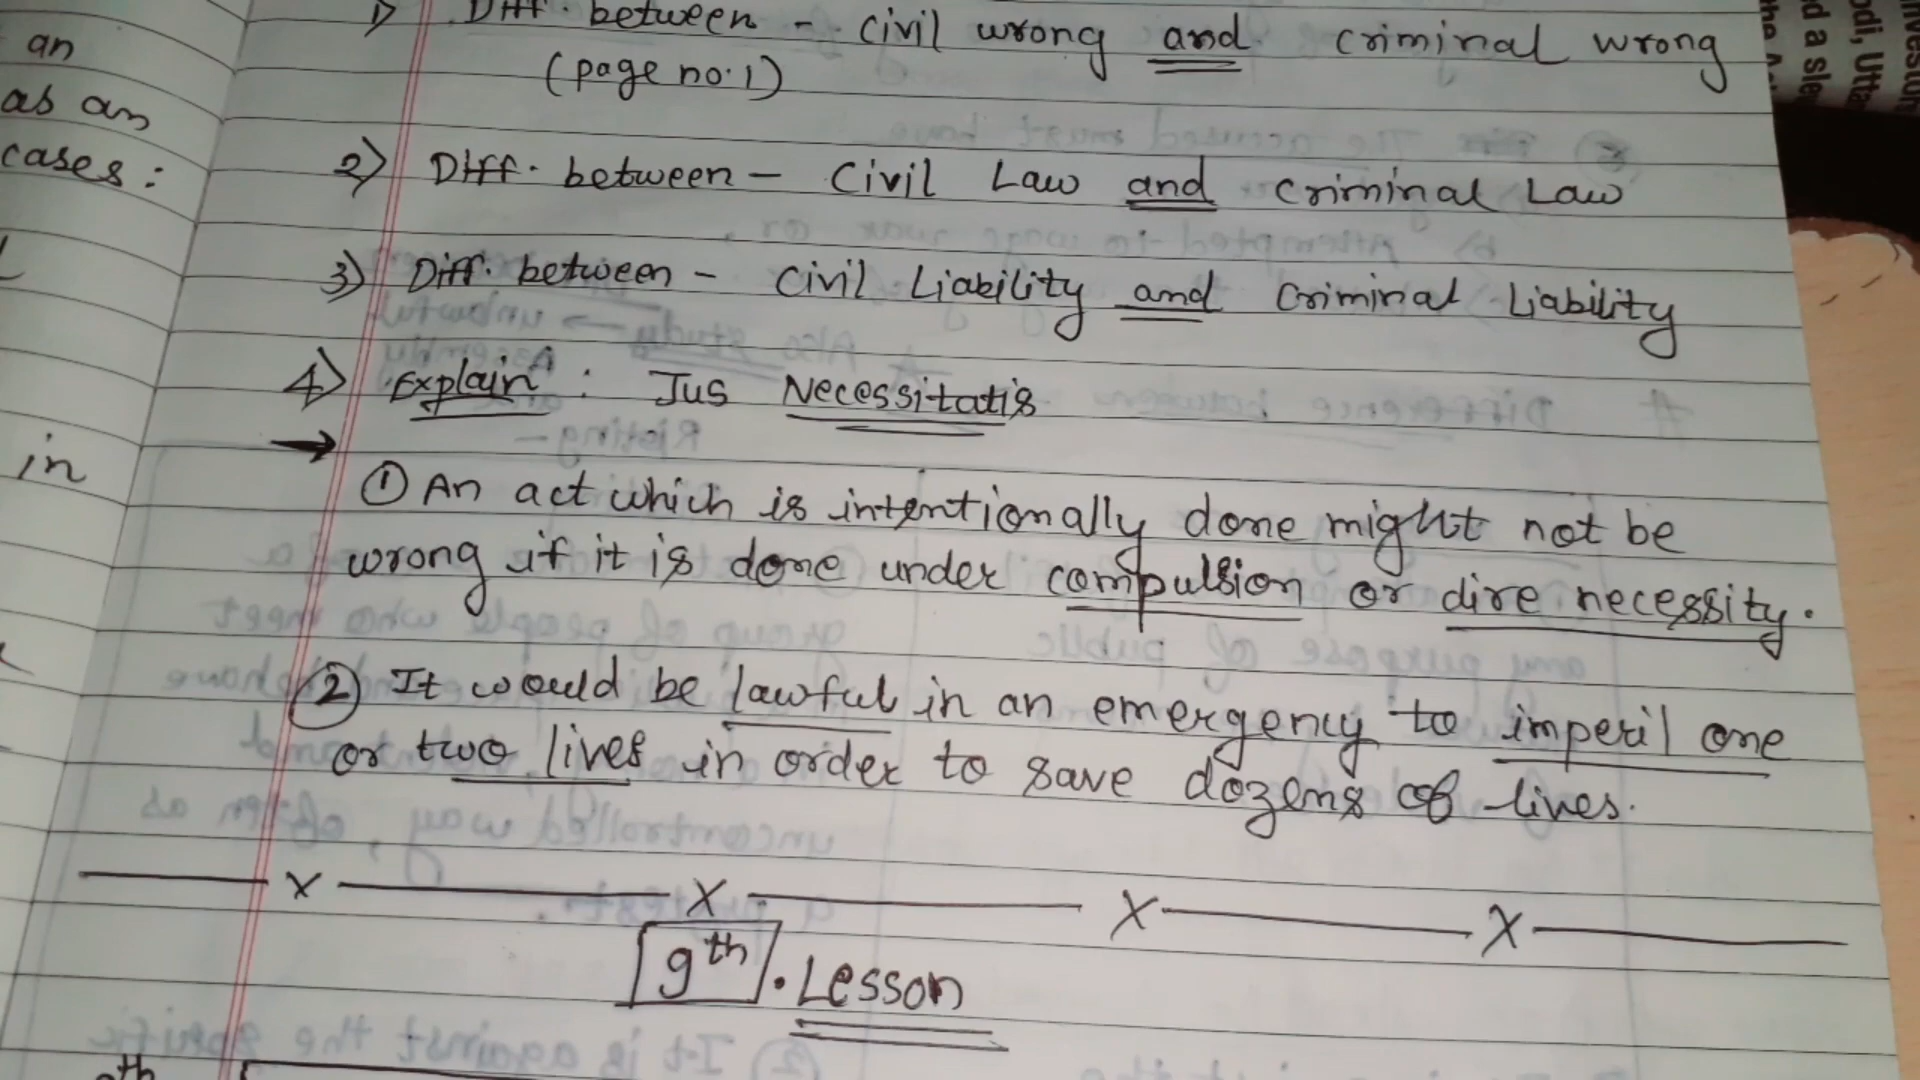 1) Diff. between - civil wrong and criminal wrong
(page no.1)
2) Diff. between - Civil Law and Criminal Law
3) Diff. between - Civil Liability and Criminal Liability
4) Explain : Jus Necessitatis
① An act which is intentionally done might not be
wrong if it is done under compulsion or dire necessity.
② It would be lawful in an emergency to imperil one
or two lives in order to save dozens of lives.
x x x x
9th. Lesson
an
as an
cases:
in